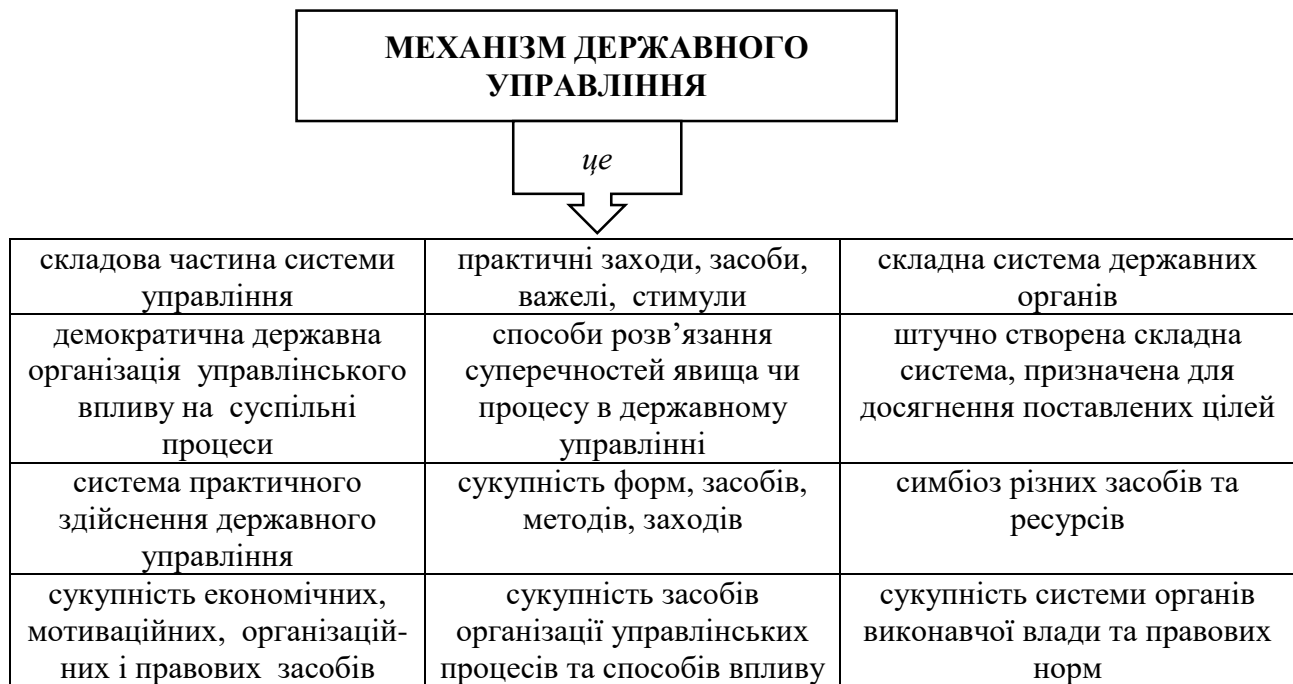 МЕХАНІЗМ ДЕРЖАВНОГО
УПРАВЛІННЯ
це
складова частина системи
управління
практичні заходи, засоби,
важелі, стимули
складна система державних
органів
демократична державна
організація управлінського
впливу на суспільні
процеси
способи розв’язання
суперечностей явища чи
процесу в державному
управлінні
штучно створена складна
система, призначена для
досягнення поставлених цілей
система практичного
здійснення державного
управління
сукупність форм, засобів,
методів, заходів
симбіоз різних засобів та
ресурсів
сукупність економічних,
мотиваційних, організацій-
них і правових засобів
сукупність засобів
організації управлінських
процесів та способів впливу
сукупність системи органів
виконавчої влади та правових
норм